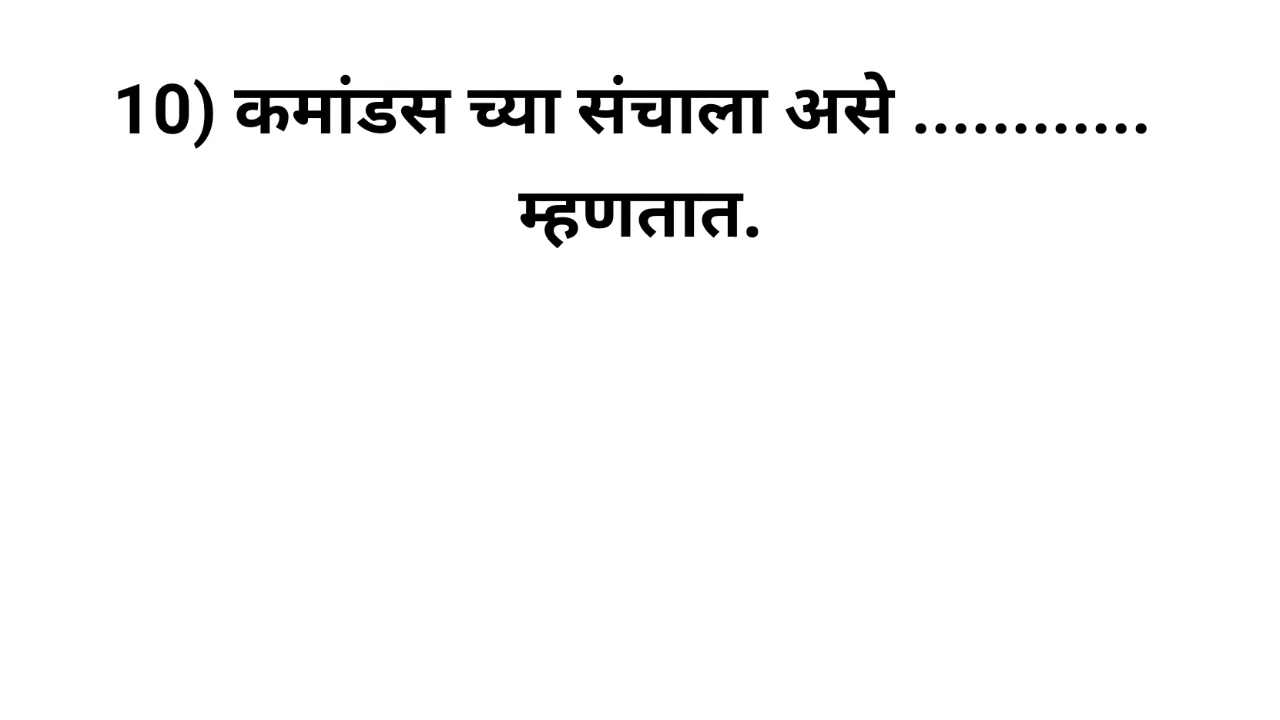 10) कमांडस च्या संचाला असे ............
म्हणतात.